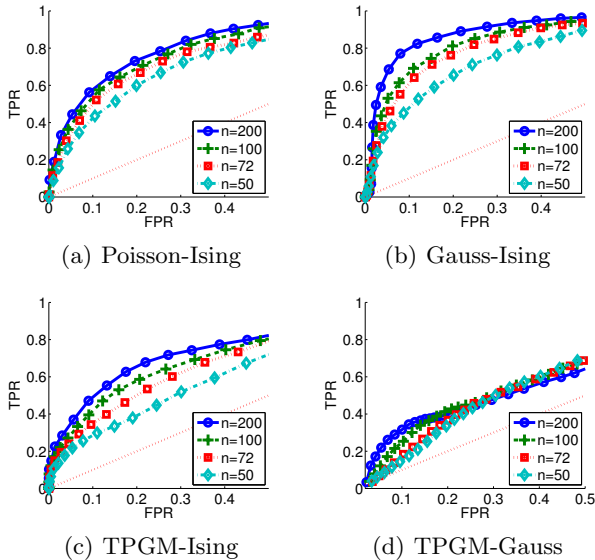 1
0.8
0.6
0.4
0.2
0
0 0.1 0.2 0.3 0.4
TPR
FPR
n=200
n=100
n=72
n=50
(a) Poisson-Ising
1
0.8
0.6
0.4
0.2
0
0 0.1 0.2 0.3 0.4
TPR
FPR
n=200
n=100
n=72
n=50
(b) Gauss-Ising
1
0.8
0.6
0.4
0.2
0
0 0.1 0.2 0.3 0.4
TPR
FPR
n=200
n=100
n=72
n=50
(c) TPGM-Ising
1
0.8
0.6
0.4
0.2
0
0.1 0.2 0.3 0.4 0.5
TPR
FPR
n=200
n=100
n=72
n=50
(d) TPGM-Gauss